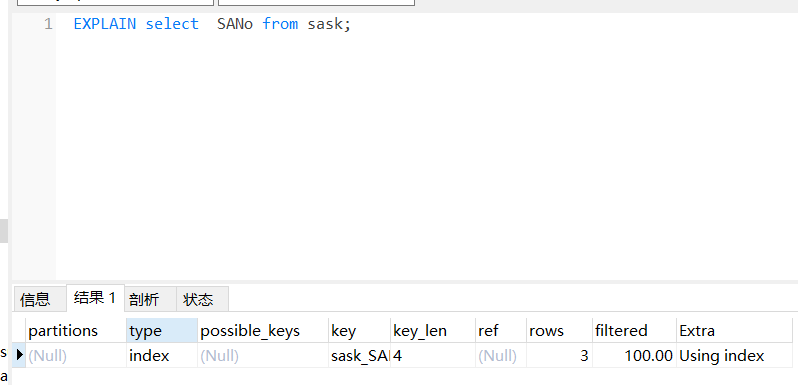 1 EXPLAIN select SANo from sask;
信息 结果 1 剖析 状态
partitions type possible_keys key key_len ref rows filtered Extra
s (Null) index (Null) sask_SA 4 (Null) 3 100.00 Using index
a